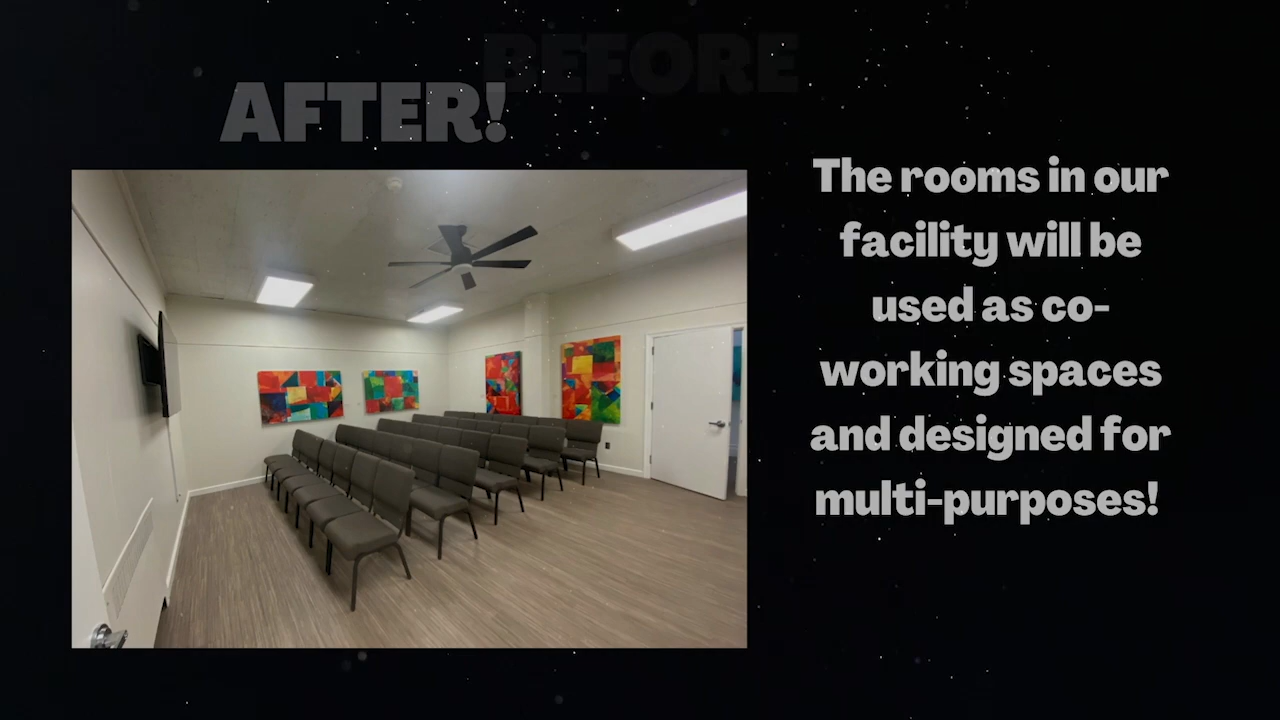 BEFORE
AFTER!
The rooms in our
facility will be
used as co-
working spaces
and designed for
multi-purposes!